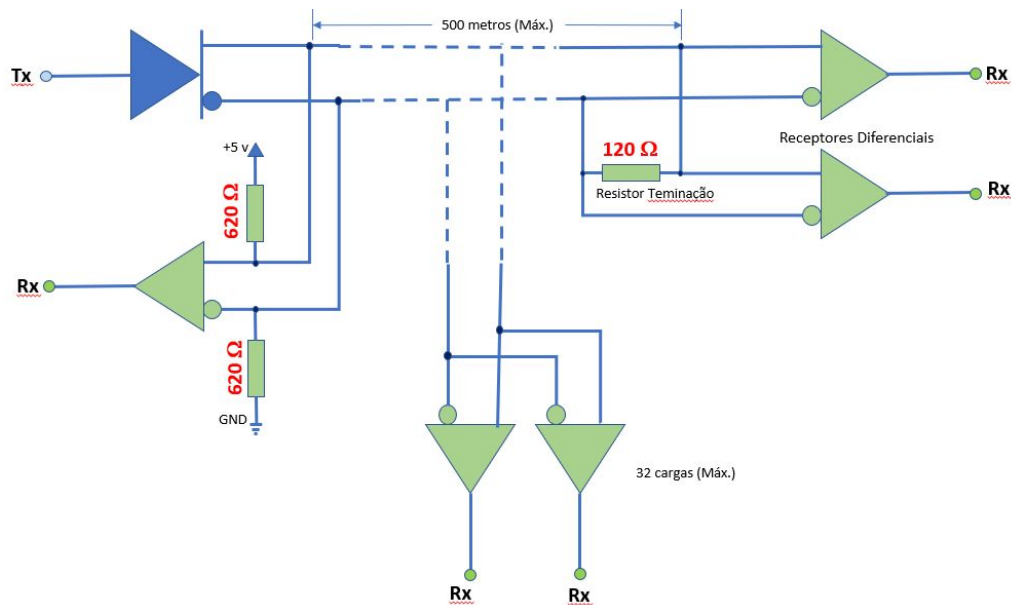 500 metros (Máx.)
Tx
Rx
+5 v
120 Ω
Receptores Diferenciais
Resistor Teminação
Rx
620 Ω
Rx
620 Ω
GND
32 cargas (Máx.)
Rx
Rx